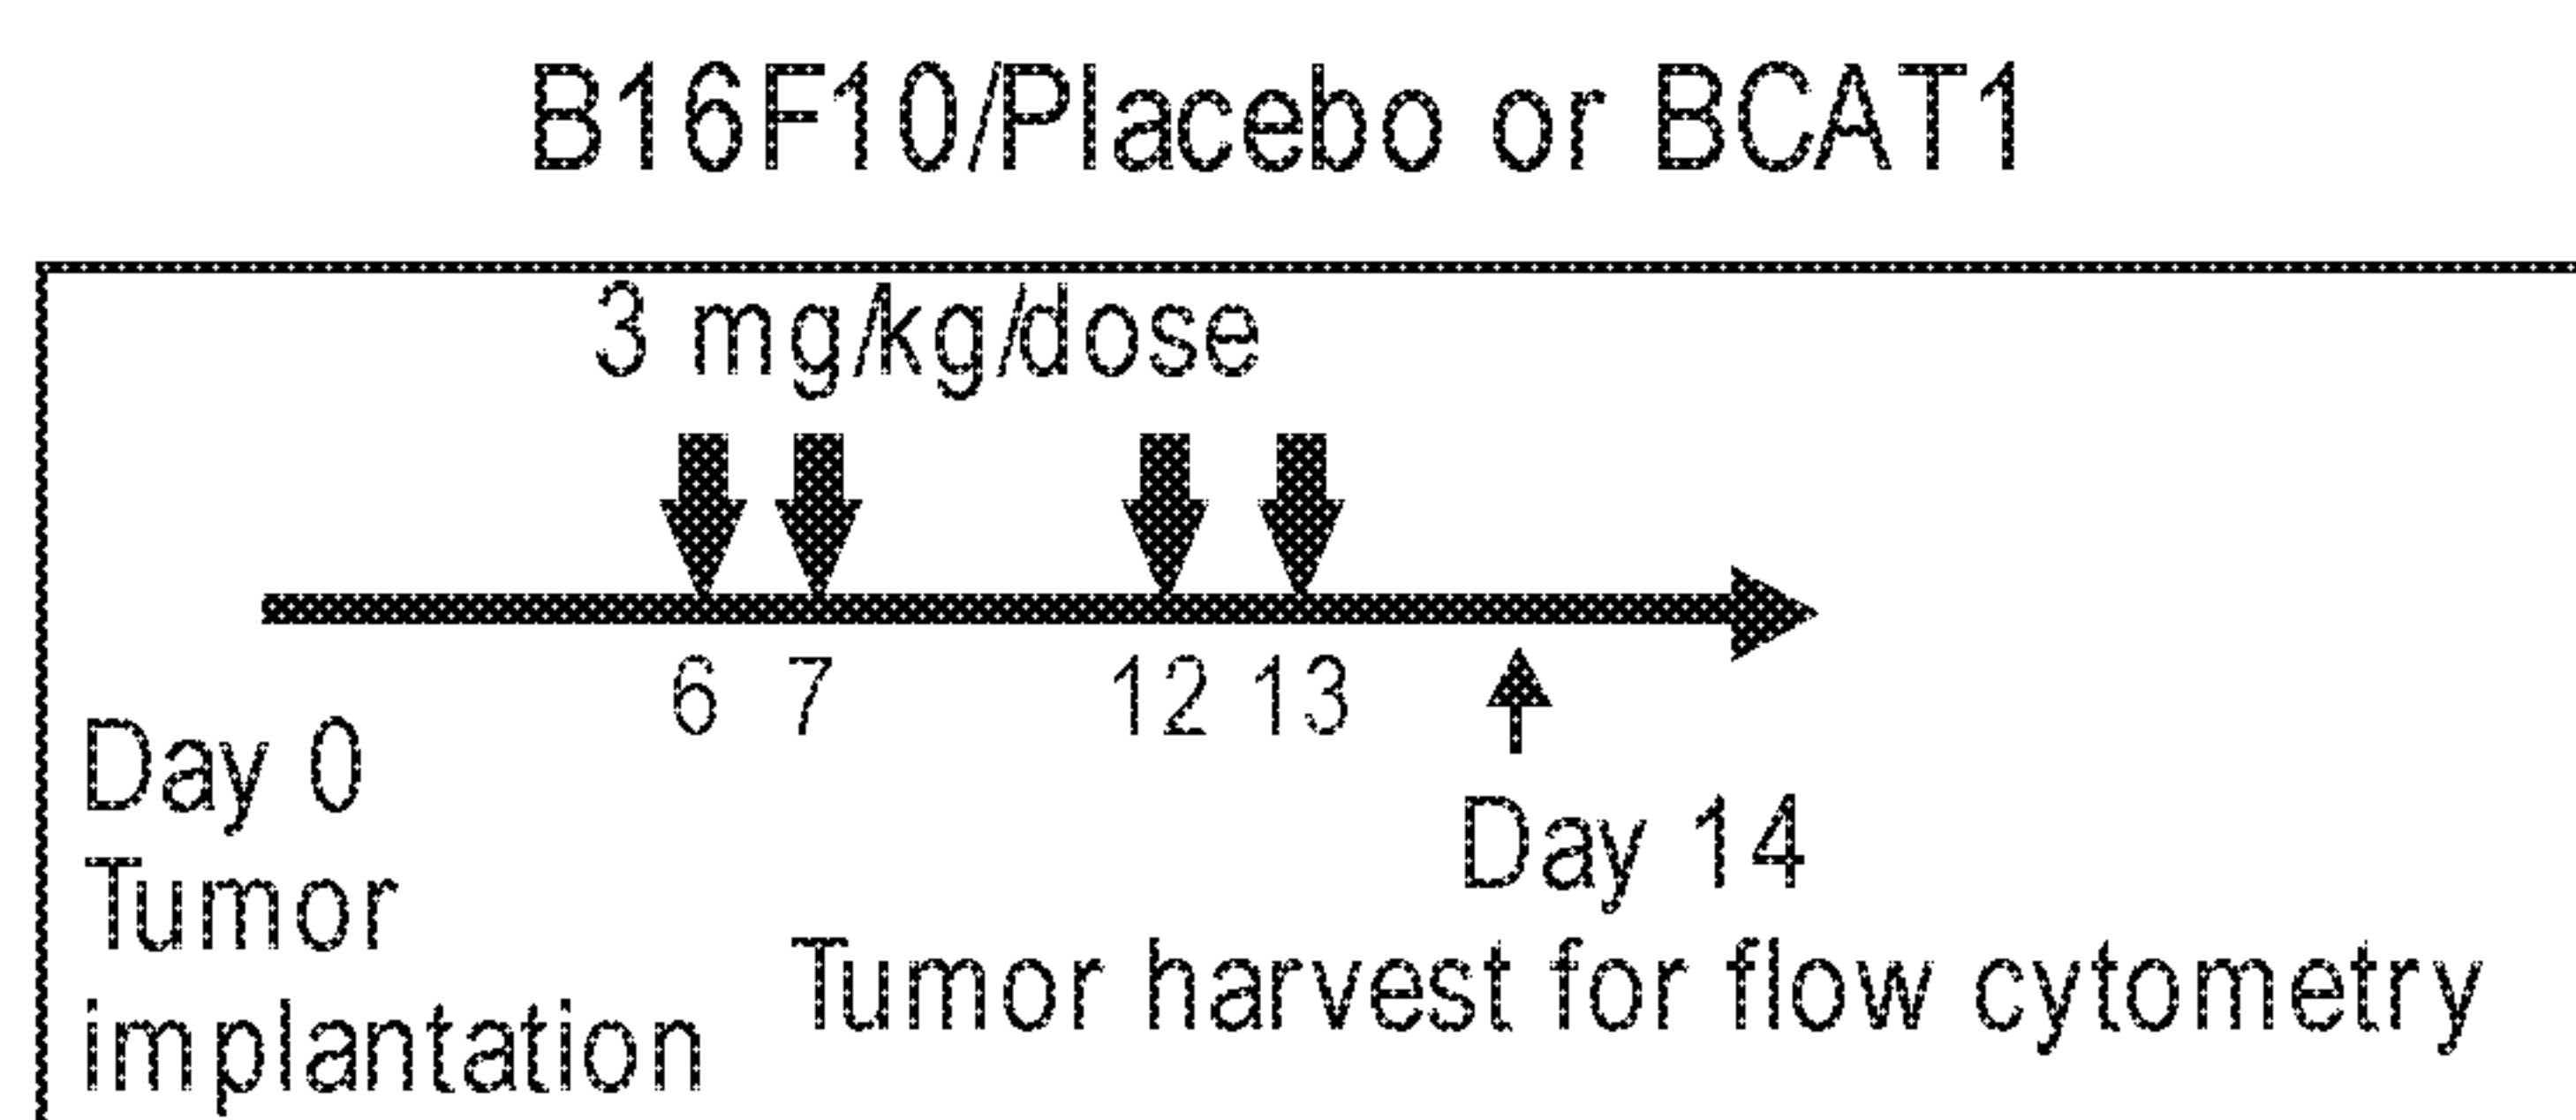 B16F10/Placebo or BCAT1
3 mg/kg/dose
6 7 12 13
Day 0
Tumor
implantation
Day 14
Tumor harvest for flow cytometry